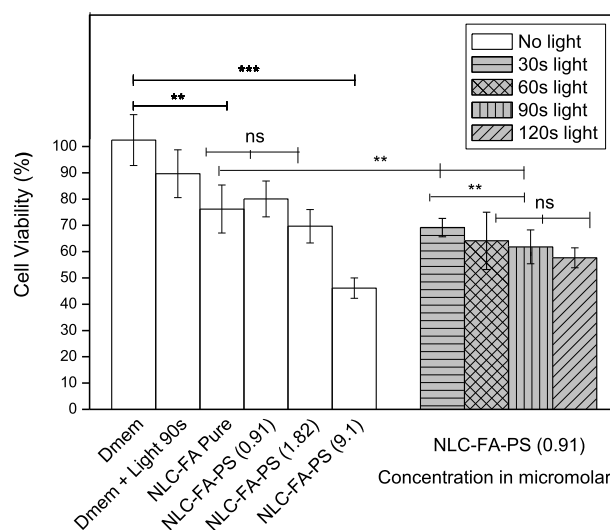 No light
30s light
60s light
90s light
120s light
***
**
ns
**
**
ns
Cell Viability (%)
100
90
80
70
60
50
40
30
20
10
0
Dmem
Dmem + Light 90s
NLC-FA Pure
NLC-FA-PS (0.91)
NLC-FA-PS (1.82)
NLC-FA-PS (9.1)
NLC-FA-PS (0.91)
Concentration in micromolar